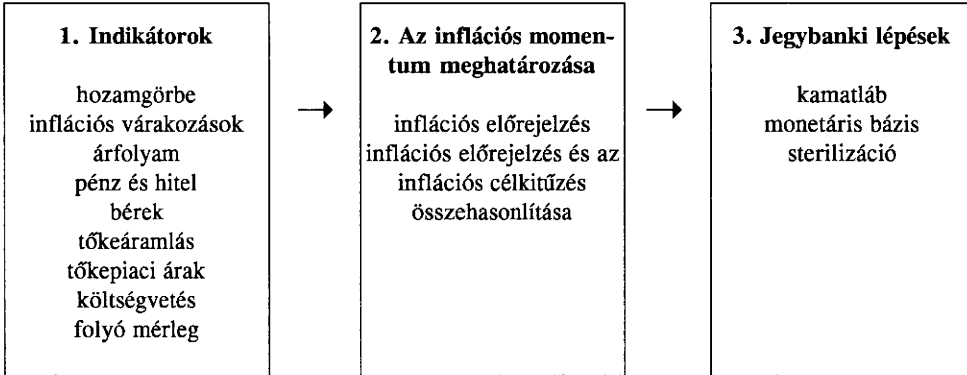 1. Indikátorok
hozamgörbe
inflációs várakozások
árfolyam
pénz és hitel
bérek
tőkeáramlás
tőkepiaci árak
költségvetés
folyó mérleg
→
2. Az inflációs momen-
tum meghatározása
inflációs előrejelzés
inflációs előrejelzés és az
inflációs célkitűzés
összehasonlítása
→
3. Jegybanki lépések
kamatláb
monetáris bázis
sterilizáció